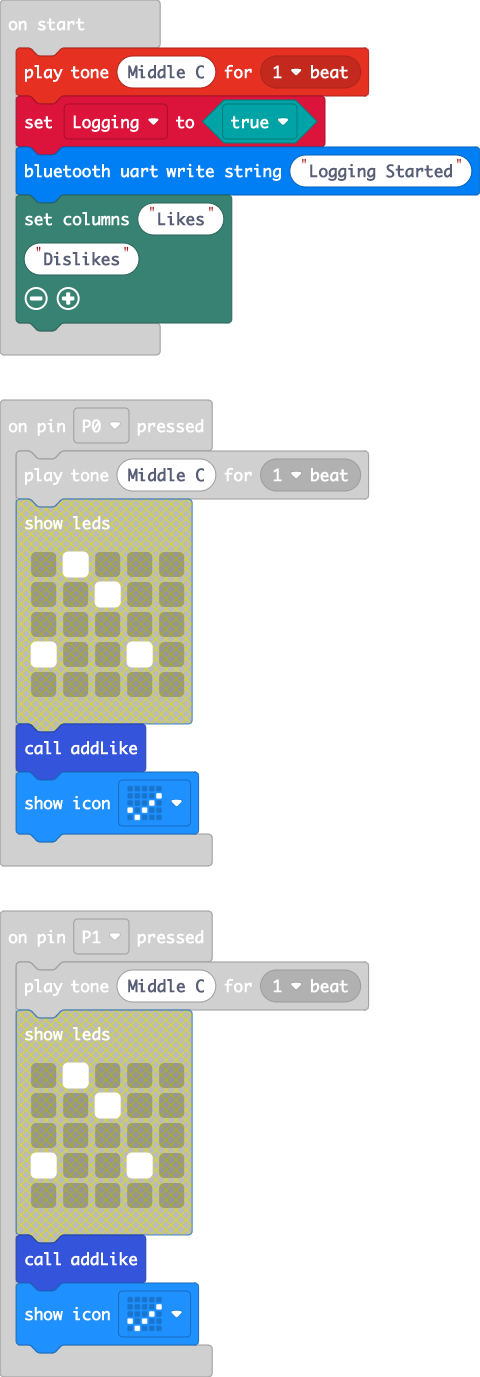 on start
play tone Middle C for 1 beat
set Logging to true
bluetooth uart write string "Logging Started"
set columns "Likes"
"Dislikes"
on pin P0 pressed
play tone Middle C for 1 beat
show leds
call addLike
show icon
on pin P1 pressed
play tone Middle C for 1 beat
show leds
call addLike
show icon